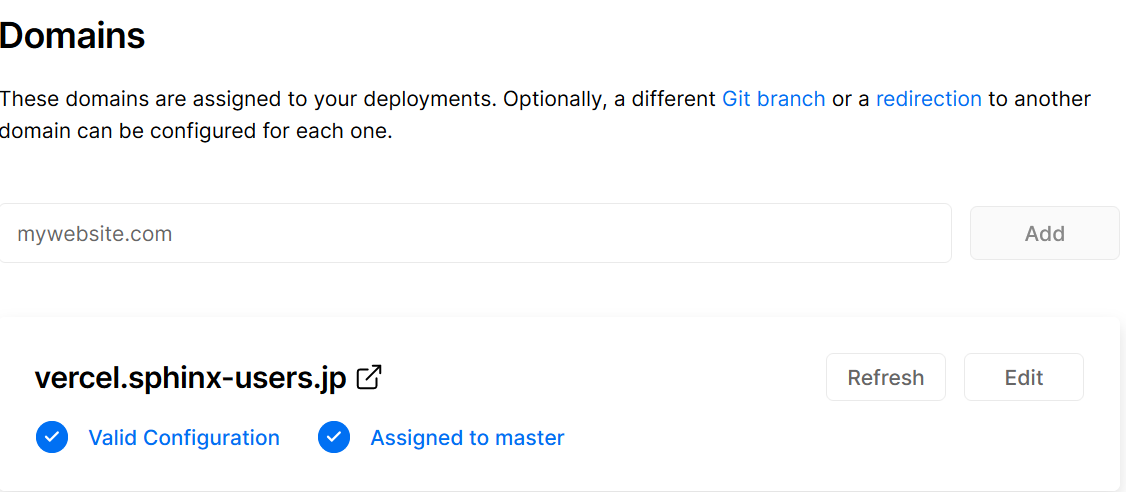 Domains
These domains are assigned to your deployments. Optionally, a different Git branch or a redirection to another
domain can be configured for each one.
mywebsite.com
Add
vercel.sphinx-users.jp
Refresh
Edit
Valid Configuration
Assigned to master